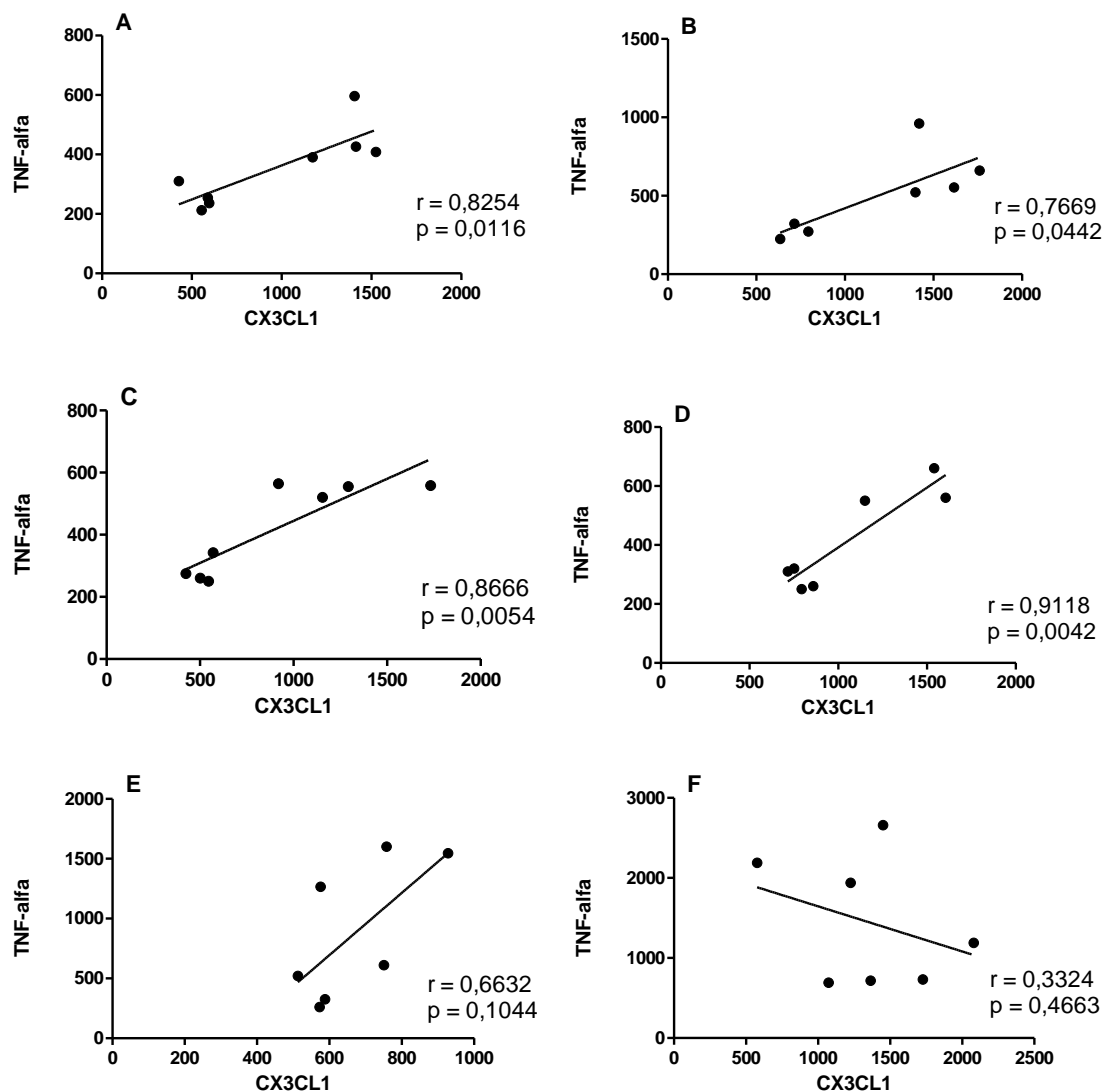 A
800
600
400
200
0
TNF-alfa
500
1000
1500
2000
CX3CL1
r = 0,8254
p = 0,0116
B
1500
1000
500
0
TNF-alfa
0
500
1000
1500
2000
CX3CL1
r = 0,7669
p = 0,0442
C
800
600
400
200
0
TNF-alfa
0
500
1000
1500
2000
CX3CL1
r = 0,8666
p = 0,0054
D
800
600
400
200
0
TNF-alfa
0
500
1000
1500
2000
CX3CL1
r = 0,9118
p = 0,0042
E
2000
1500
1000
500
0
TNF-alfa
0
200
400
600
800
1000
CX3CL1
r = 0,6632
p = 0,1044
F
3000
2000
1000
0
TNF-alfa
0
500
1000
1500
2000
2500
CX3CL1
r = 0,3324
p = 0,4663